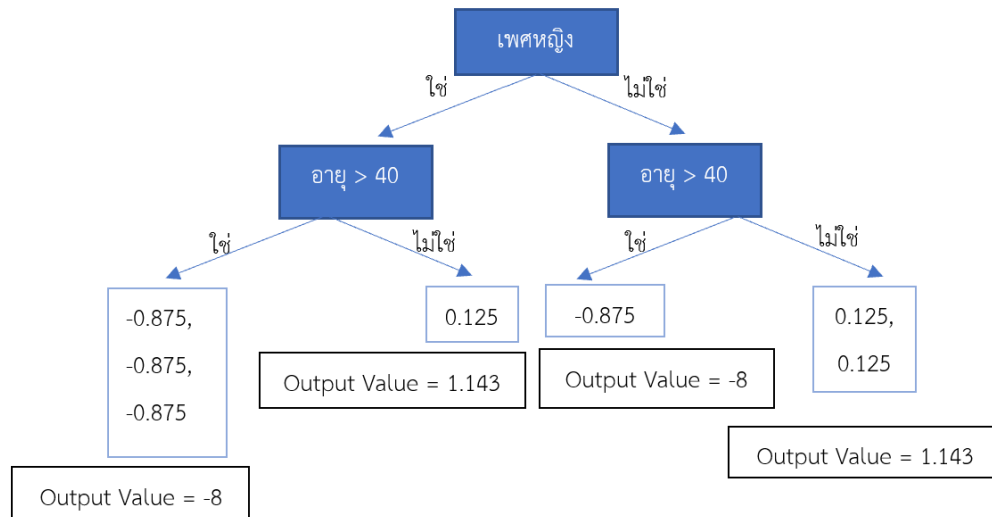 เพศหญิง
ใช่
ไม่ใช่
อายุ > 40
อายุ > 40
ใช่
ไม่ใช่
ใช่
ไม่ใช่
-0.875,
-0.875,
-0.875
0.125
-0.875
0.125,
0.125
Output Value = 1.143
Output Value = -8
Output Value = 1.143
Output Value = -8